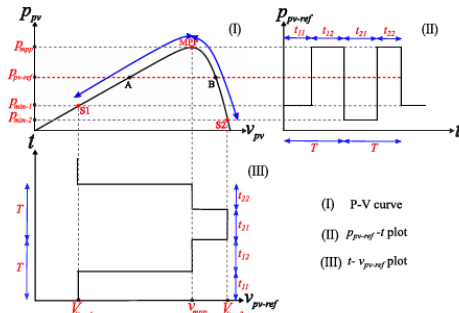 p_pv
(I)
p_pv-ref
(II)
p_mpp
MPP
t_11 t_12 t_21 t_22
p_pv-ref
A
B
p_min-1
S1
p_min-2
S2
t
v_pv
t
T
T
(III)
T
t_22
t_21
(I) P-V curve
(II) p_pv-ref -t plot
T
t_12
(III) t- v_pv-ref plot
t_11
v_mpp
v_pv-ref